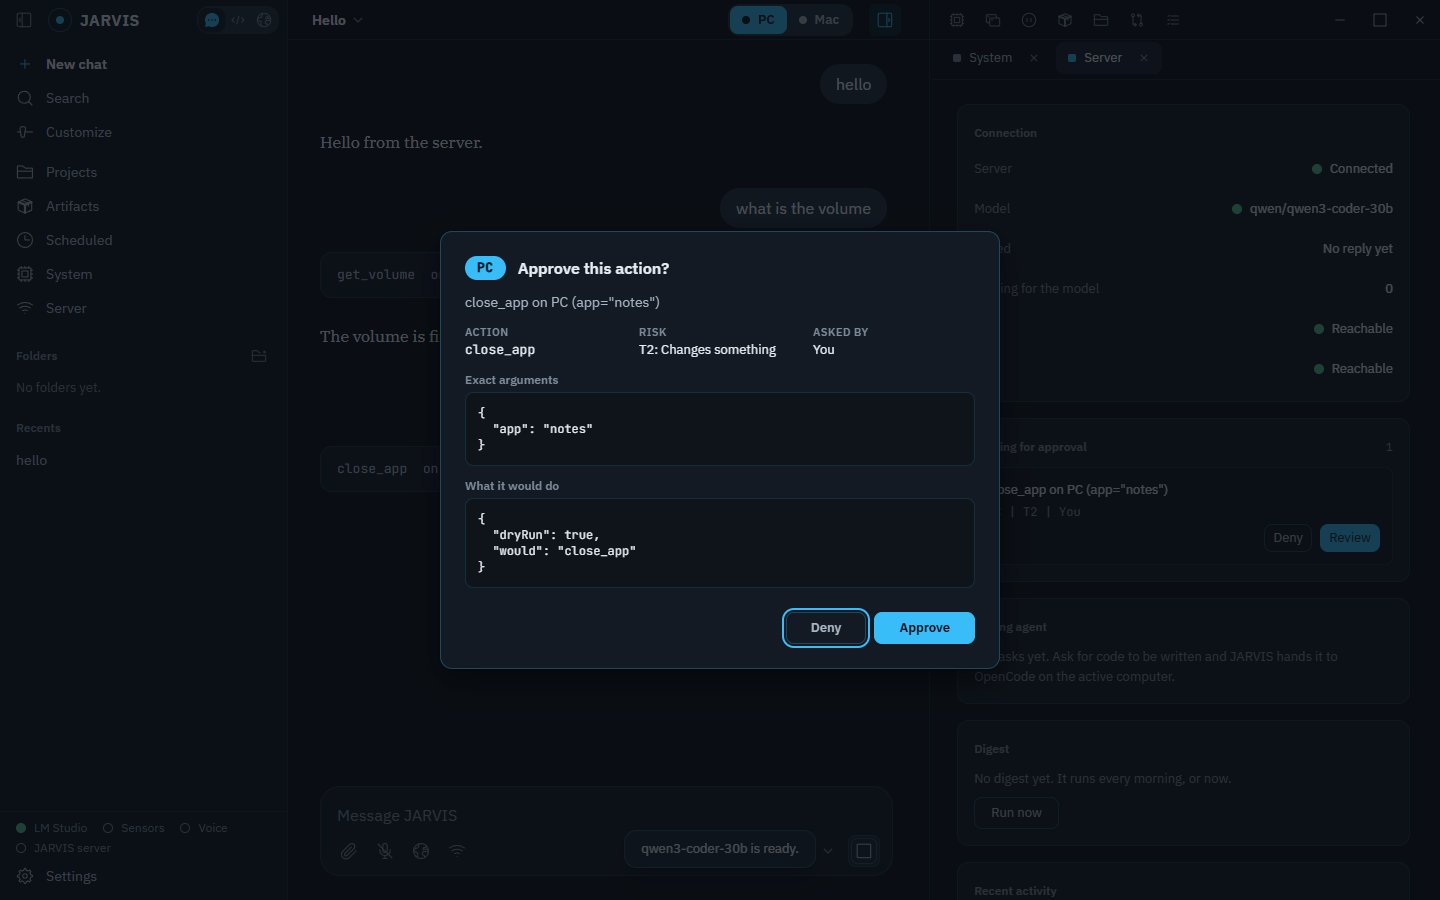 JARVIS
New chat
Search
Customize
Projects
Artifacts
Scheduled
System
Server
Folders
No folders yet.
Recents
hello
LM Studio
Sensors
Voice
JARVIS server
Settings
Hello
PC
Mac
hello
Hello from the server.
what is the volume
get_volume
The volume is
close_app on
Message JARVIS
qwen3-coder-30b is ready.
PC
Approve this action?
close_app on PC (app="notes")
ACTION
RISK
ASKED BY
close_app
T2: Changes something
You
Exact arguments
{
"app": "notes"
}
What it would do
{
"dryRun": true,
"would": "close_app"
}
Deny
Approve
System
Server
Connection
Server
Connected
Model
qwen/qwen3-coder-30b
No reply yet
for the model
0
Reachable
Reachable
for approval
1
on PC (app="notes")
| T2 | You
Deny
Review
agent
yet. Ask for code to be written and JARVIS hands it to
OpenCode on the active computer.
Digest
No digest yet. It runs every morning, or now.
Run now
Recent activity